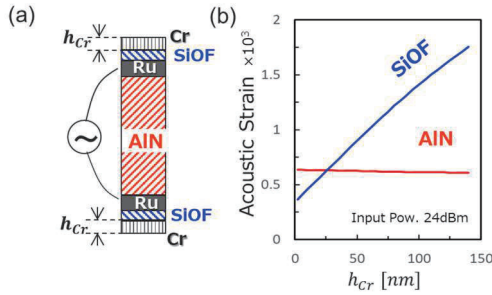 (a)
h_Cr
Cr
SiOF
Ru
AlN
Ru
SiOF
h_Cr
Cr
~
(b)
Acoustic Strain ×10³
2
1.5
1
0.5
0
SiOF
AlN
Input Pow. 24dBm
0
50
100
150
h_Cr [nm]